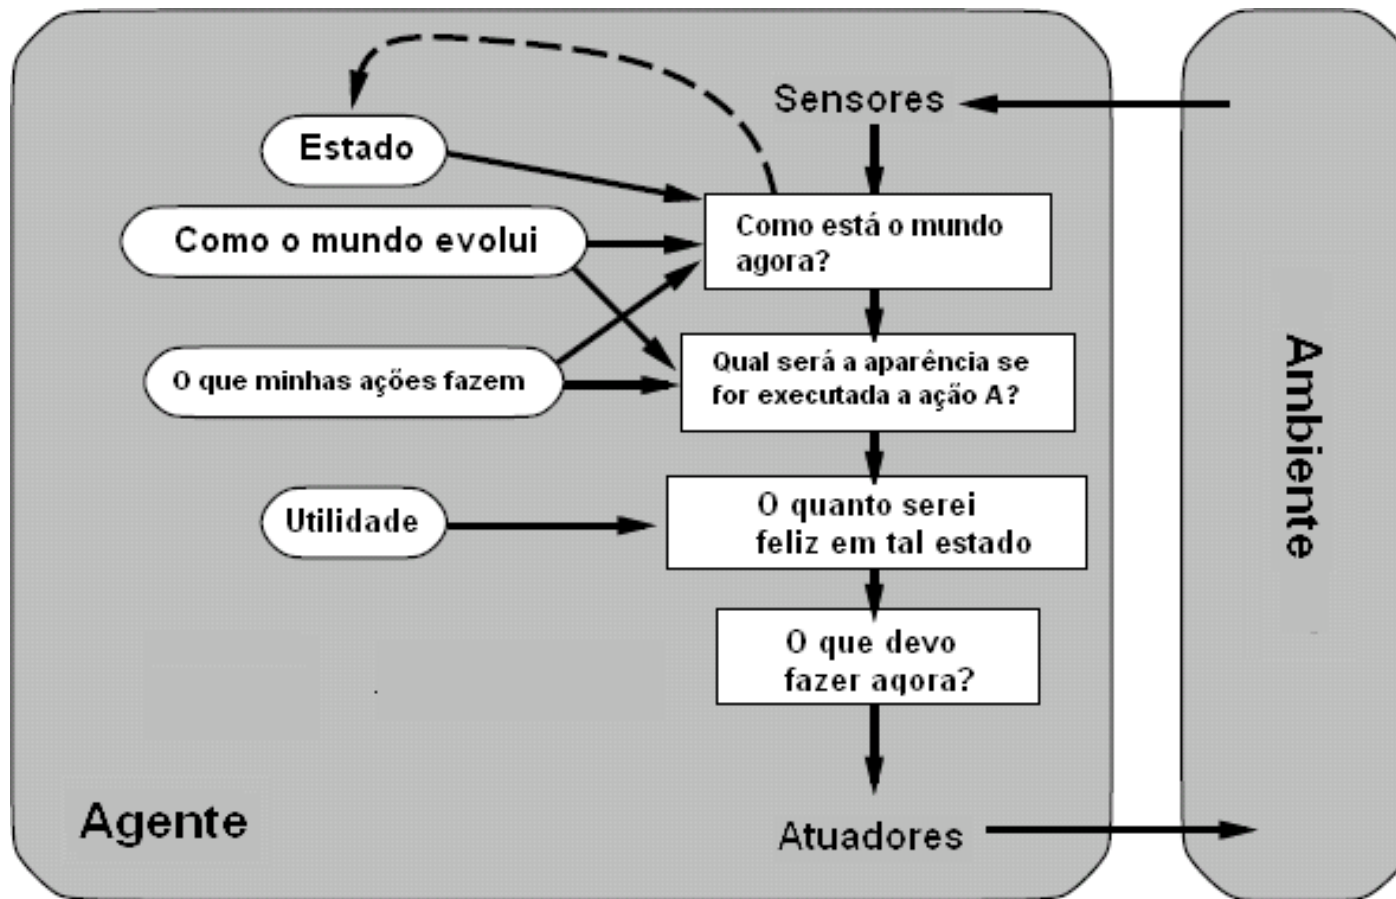 Sensores
Estado
Como o mundo evolui
Como está o mundo
agora?
O que minhas ações fazem
Qual será a aparência se
for executada a ação A?
Utilidade
O quanto serei
feliz em tal estado
O que devo
fazer agora?
Agente
Atuadores
Ambiente